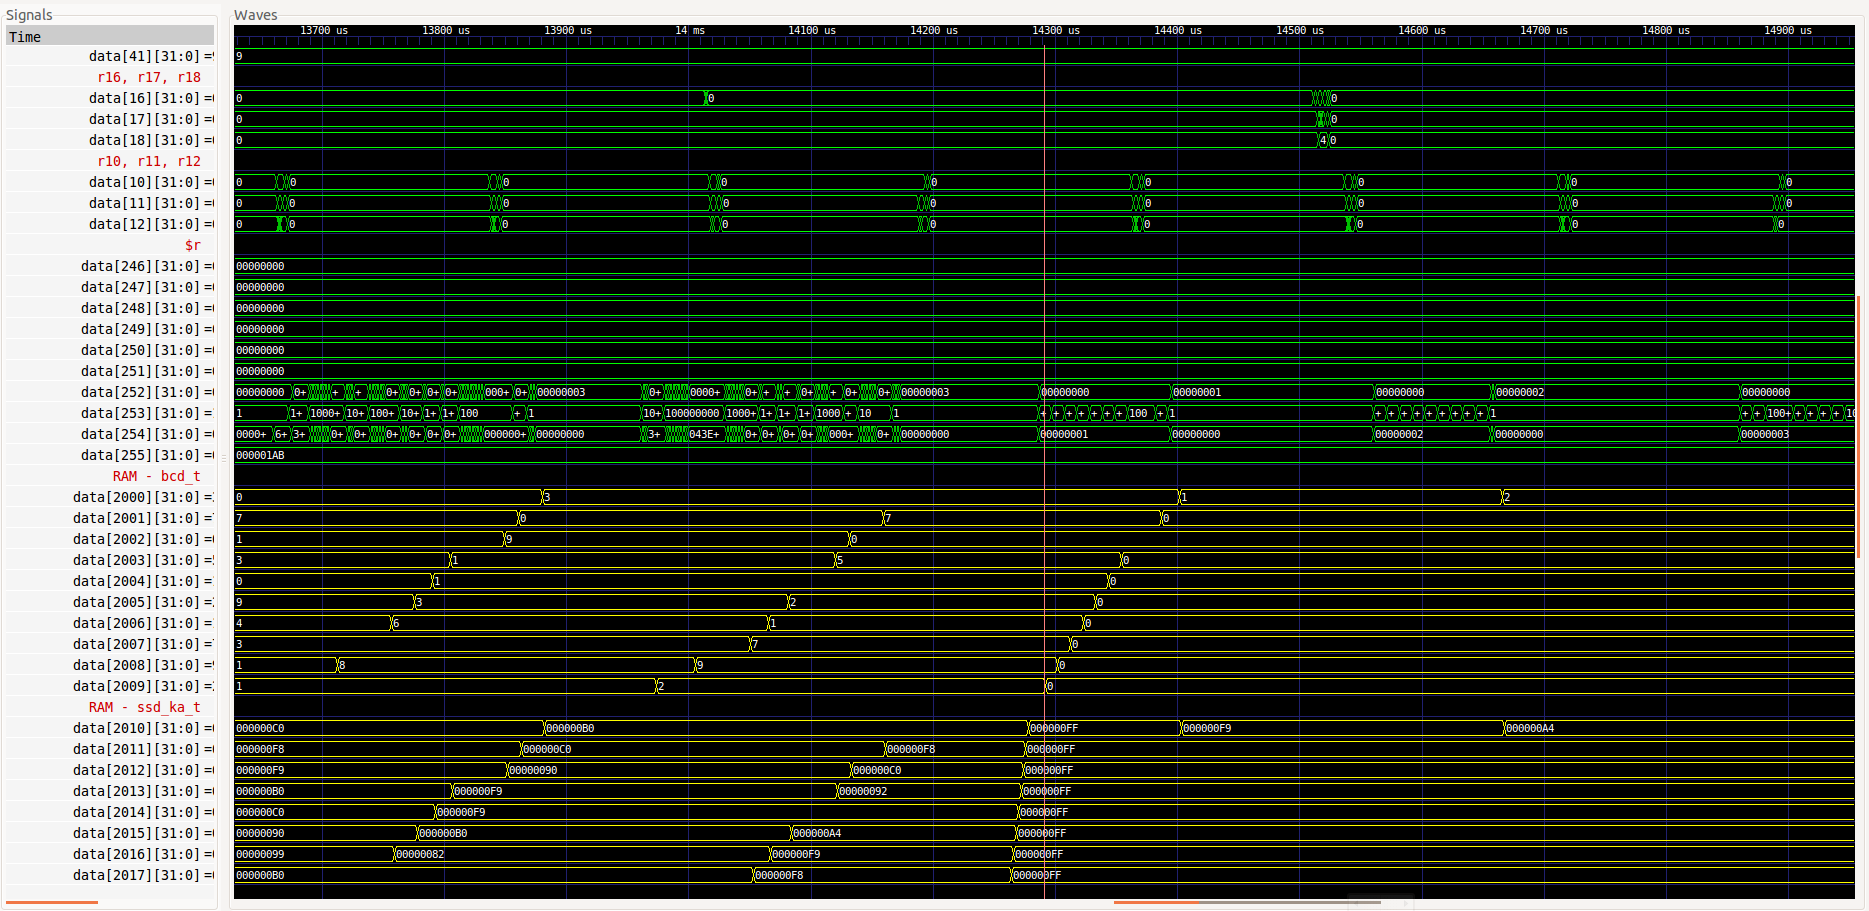 Signals Waves
Time 13700 us 13800 us 13900 us 14 ms 14100 us 14200 us 14300 us 14400 us 14500 us 14600 us 14700 us 14800 us 14900 us
data[41][31:0] = 9
r16, r17, r18
data[16][31:0] = 0 0 0
data[17][31:0] = 0 0
data[18][31:0] = 0 4 0
r10, r11, r12
data[10][31:0] = 0 0 0 0 0 0 0 0 0
data[11][31:0] = 0 0 0 0 0 0 0 0 0
data[12][31:0] = 0 0 0 0 0 0 0 0 0
$r
data[246][31:0] = 00000000
data[247][31:0] = 00000000
data[248][31:0] = 00000000
data[249][31:0] = 00000000
data[250][31:0] = 00000000
data[251][31:0] = 00000000
data[252][31:0] = 00000000 0+ + + 0+ 0+ 0+ 0+ 000+ 0+ 00000003 0+ 0000+ 0+ + + 0+ + 0+ 0+ 00000003 00000000 00000001 00000000 00000002 00000000
data[253][31:0] = 1 1+ 1000+ 10+ 100+ 10+ 1+ 1+ 100 + 1 10+ 100000000 1000+ 1+ 1+ 1+ 1000 + 10 1 + + + + + + + 100 + 1 + + + + + + + + + 1 + + 100+ + + + + 10
data[254][31:0] = 0000+ 6+ 3+ 0+ 0+ 0+ 0+ 0+ 000000+ 00000000 3+ 043E+ 0+ 0+ 0+ 0+ 000+ 0+ 00000000 00000001 00000000 00000002 00000000 00000003
data[255][31:0] = 000001AB
RAM - bcd_t
data[2000][31:0] = 0 3 1 2
data[2001][31:0] = 7 0 7 0
data[2002][31:0] = 1 9 0
data[2003][31:0] = 3 1 5 0
data[2004][31:0] = 0 1 0
data[2005][31:0] = 9 3 2 0
data[2006][31:0] = 4 6 1 0
data[2007][31:0] = 3 7 0
data[2008][31:0] = 1 8 9 0
data[2009][31:0] = 1 2 0
RAM - ssd_ka_t
data[2010][31:0] = 000000C0 000000B0 000000FF 000000F9 000000A4
data[2011][31:0] = 000000F8 000000C0 000000F8 000000FF
data[2012][31:0] = 000000F9 00000090 000000C0 000000FF
data[2013][31:0] = 000000B0 000000F9 00000092 000000FF
data[2014][31:0] = 000000C0 000000F9 000000FF
data[2015][31:0] = 00000090 000000B0 000000A4 000000FF
data[2016][31:0] = 00000099 00000082 000000F9 000000FF
data[2017][31:0] = 000000B0 000000F8 000000FF